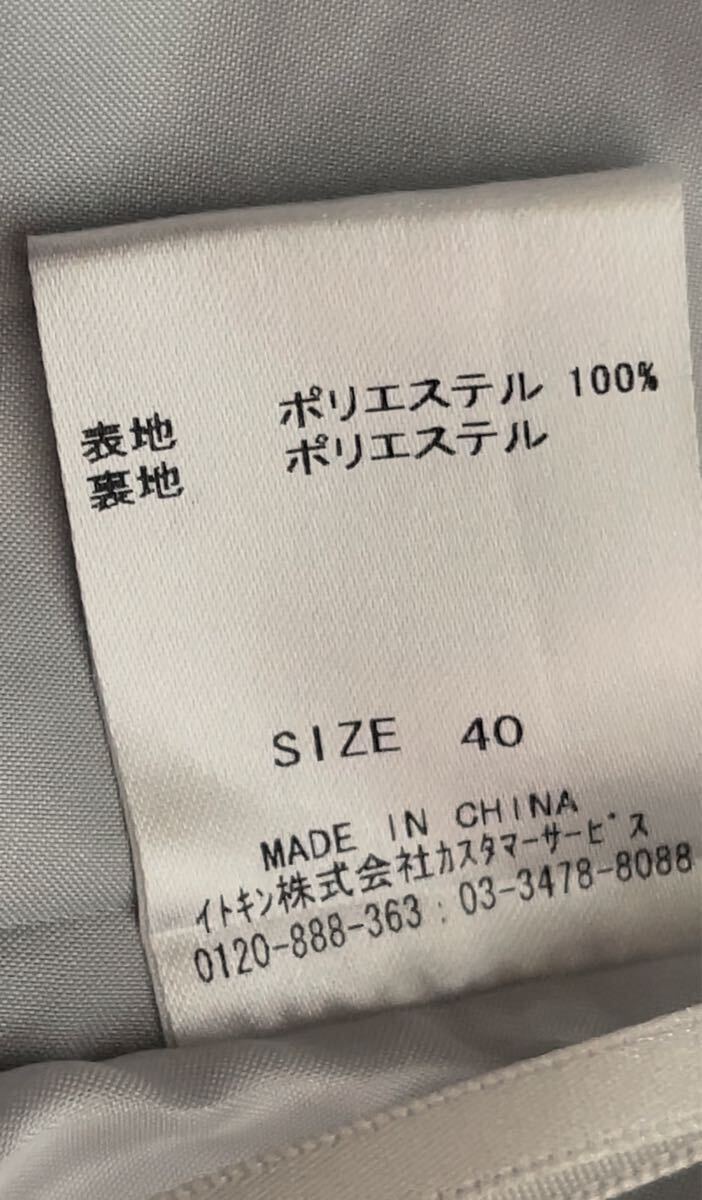 表地 ポリエステル 100%
裏地 ポリエステル
SIZE 40
MADE IN CHINA
イトキン株式会社カスタマーサービス
0120-888-363 : 03-3478-8088